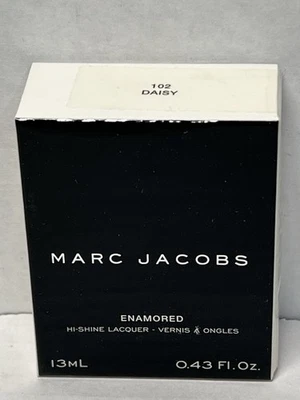 102
DAISY
MARC JACOBS
ENAMORED
HI-SHINE LACQUER - VERNIS À ONGLES
13ML 0.43 Fl.Oz.